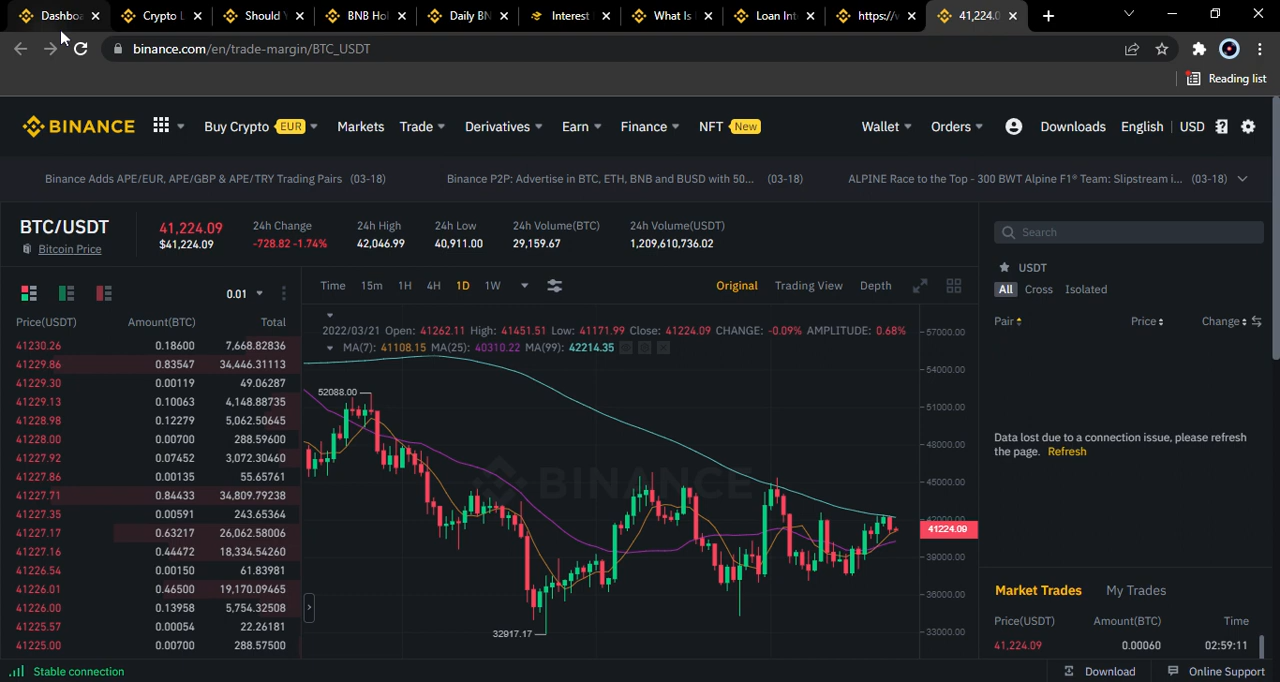 Dashbo
Crypto L
Should Y
BNB Hol
Daily BN
Interest
What Is
Loan Int
https://w
41,224.0
binance.com/en/trade-margin/BTC_USDT
Reading list
BINANCE
Buy Crypto EUR
Markets
Trade
Derivatives
Earn
Finance
NFT New
Wallet
Orders
Downloads
English
USD
Binance Adds APE/EUR, APE/GBP & APE/TRY Trading Pairs (03-18)
Binance P2P: Advertise in BTC, ETH, BNB and BUSD with 50... (03-18)
ALPINE Race to the Top - 300 BWT Alpine F1® Team: Slipstream i... (03-18)
BTC/USDT
Bitcoin Price
41,224.09
$41,224.09
24h Change
-728.82 -1.74%
24h High
42,046.99
24h Low
40,911.00
24h Volume(BTC)
29,159.67
24h Volume(USDT)
1,209,610,736.02
0.01
Price(USDT) Amount(BTC) Total
41230.26 0.18600 7,668.82836
41229.86 0.83547 34,446.31113
41229.30 0.00119 49.06287
41229.13 0.10063 4,148.88735
41228.98 0.12279 5,062.50645
41228.00 0.00700 288.59600
41227.92 0.07452 3,072.30460
41227.86 0.00135 55.65761
41227.71 0.84433 34,809.79238
41227.35 0.00591 243.65364
41227.17 0.63217 26,062.58006
41227.16 0.44472 18,334.54260
41226.54 0.00150 61.83981
41226.01 0.46500 19,170.09465
41226.00 0.13958 5,754.32508
41225.57 0.00054 22.26181
41225.00 0.00700 288.57500
Time 15m 1H 4H 1D 1W
Original Trading View Depth
2022/03/21 Open: 41262.11 High: 41451.51 Low: 41171.99 Close: 41224.09 CHANGE: -0.09% AMPLITUDE: 0.68%
MA(7): 41108.15 MA(25): 40310.22 MA(99): 42214.35
57000.00
54000.00
51000.00
48000.00
45000.00
42000.00
41224.09
39000.00
36000.00
33000.00
52088.00
BINANCE
32917.17
Search
USDT
All Cross Isolated
Pair Price Change
Data lost due to a connection issue, please refresh
the page. Refresh
Market Trades My Trades
Price(USDT) Amount(BTC) Time
41,224.09 0.00060 02:59:11
Stable connection
Download
Online Support